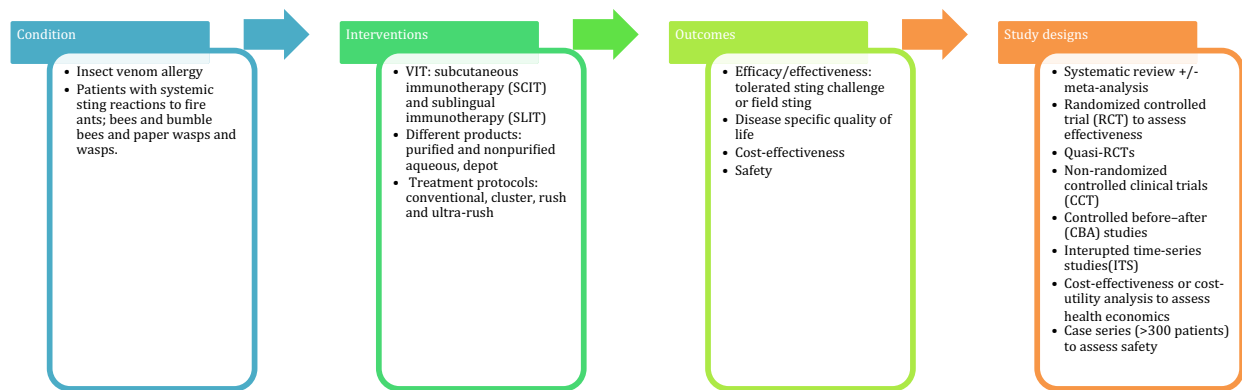 Condition
• Insect venom allergy
• Patients with systemic
sting reactions to fire
ants; bees and bumble
bees and paper wasps and
wasps.
Interventions
• VIT: subcutaneous
immunotherapy (SCIT)
and sublingual
immunotherapy (SLIT)
• Different products:
purified and nonpurified
aqueous, depot
• Treatment protocols:
conventional, cluster, rush
and ultra-rush
Outcomes
• Efficacy/effectiveness:
tolerated sting challenge
or field sting
• Disease specific quality of
life
• Cost-effectiveness
• Safety
Study designs
• Systematic review +/-
meta-analysis
• Randomized controlled
trial (RCT) to assess
effectiveness
• Quasi-RCTs
• Non-randomized
controlled clinical trials
(CCT)
• Controlled before–after
(CBA) studies
• Interupted time-series
studies(ITS)
• Cost-effectiveness or cost-
utility analysis to assess
health economics
• Case series (>300 patients)
to assess safety